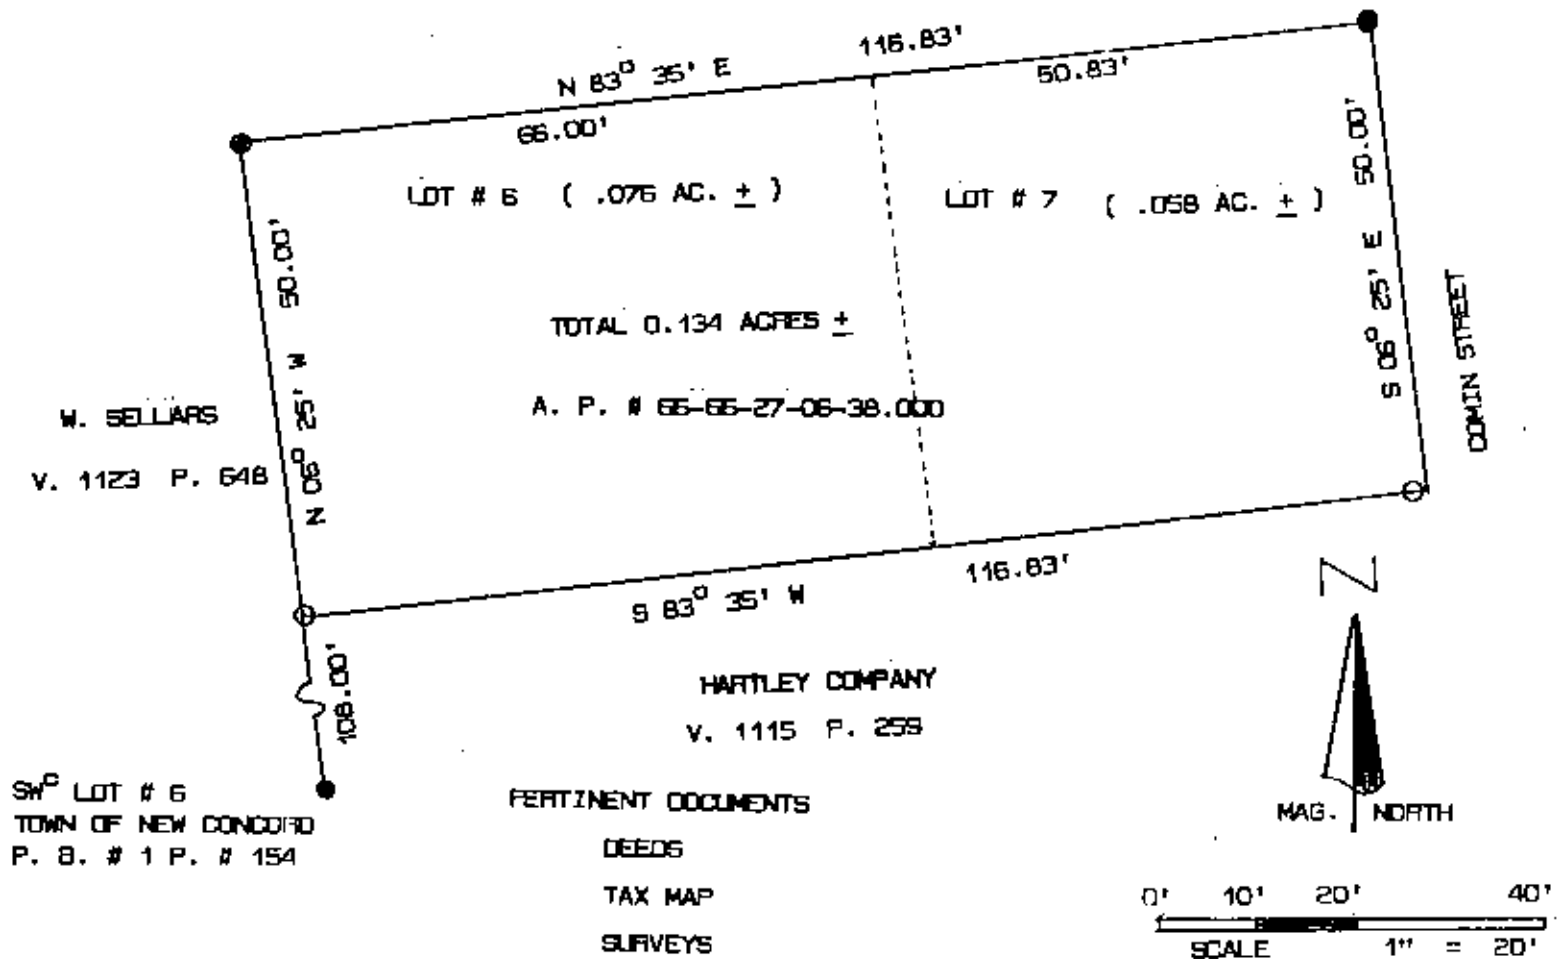 N 83° 35' E
116.83'
66.00'
50.83'
LOT # 6 ( .076 AC. ± )
LOT # 7 ( .058 AC. ± )
50.00'
N 06° 25' W
50.00'
S 06° 25' E
TOTAL 0.134 ACRES ±
A. P. # 66-66-27-06-38.000
COMIN STREET
W. SELLARS
V. 1123 P. 648
S 83° 35' W
116.83'
108.00'
HARTLEY COMPANY
V. 1115 P. 259
SWC LOT # 6
TOWN OF NEW CONCORD
P. B. # 1 P. # 154
PERTINENT DOCUMENTS
DEEDS
TAX MAP
SURVEYS
N
MAG. NORTH
0' 10' 20' 40'
SCALE 1" = 20'